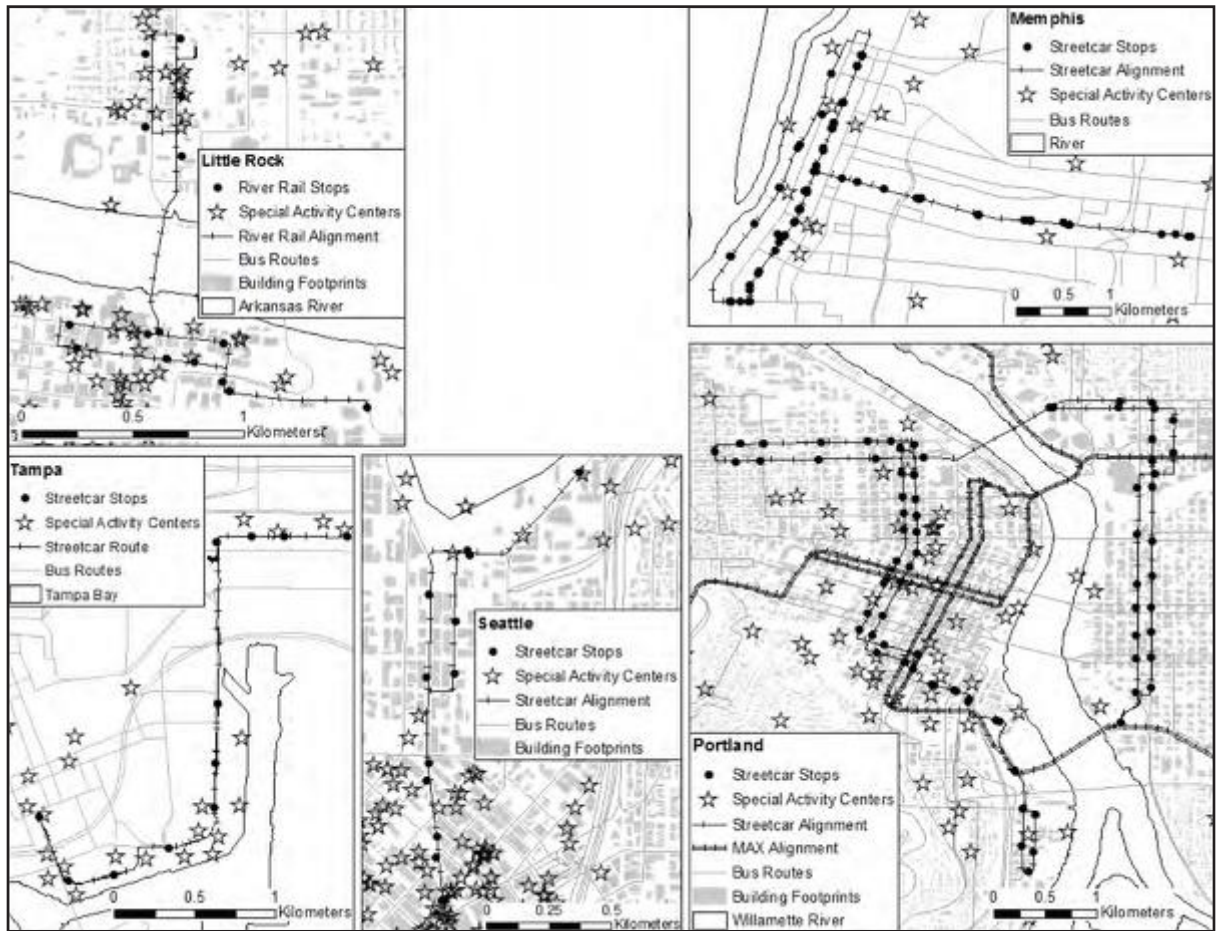 Little Rock
River Rail Stops
Special Activity Centers
River Rail Alignment
Bus Routes
Building Footprints
Arkansas River
0 0.5 1
Kilometers
Memphis
Streetcar Stops
Streetcar Alignment
Special Activity Centers
Bus Routes
River
0 0.5 1
Kilometers
Tampa
Streetcar Stops
Special Activity Centers
Streetcar Route
Bus Routes
Tampa Bay
0 0.5 1
Kilometers
Seattle
Streetcar Stops
Special Activity Centers
Streetcar Alignment
Bus Routes
Building Footprints
0 0.25 0.5
Kilometers
Portland
Streetcar Stops
Special Activity Centers
Streetcar Alignment
MAX Alignment
Bus Routes
Building Footprints
Willamette River
0 0.5 1
Kilometers